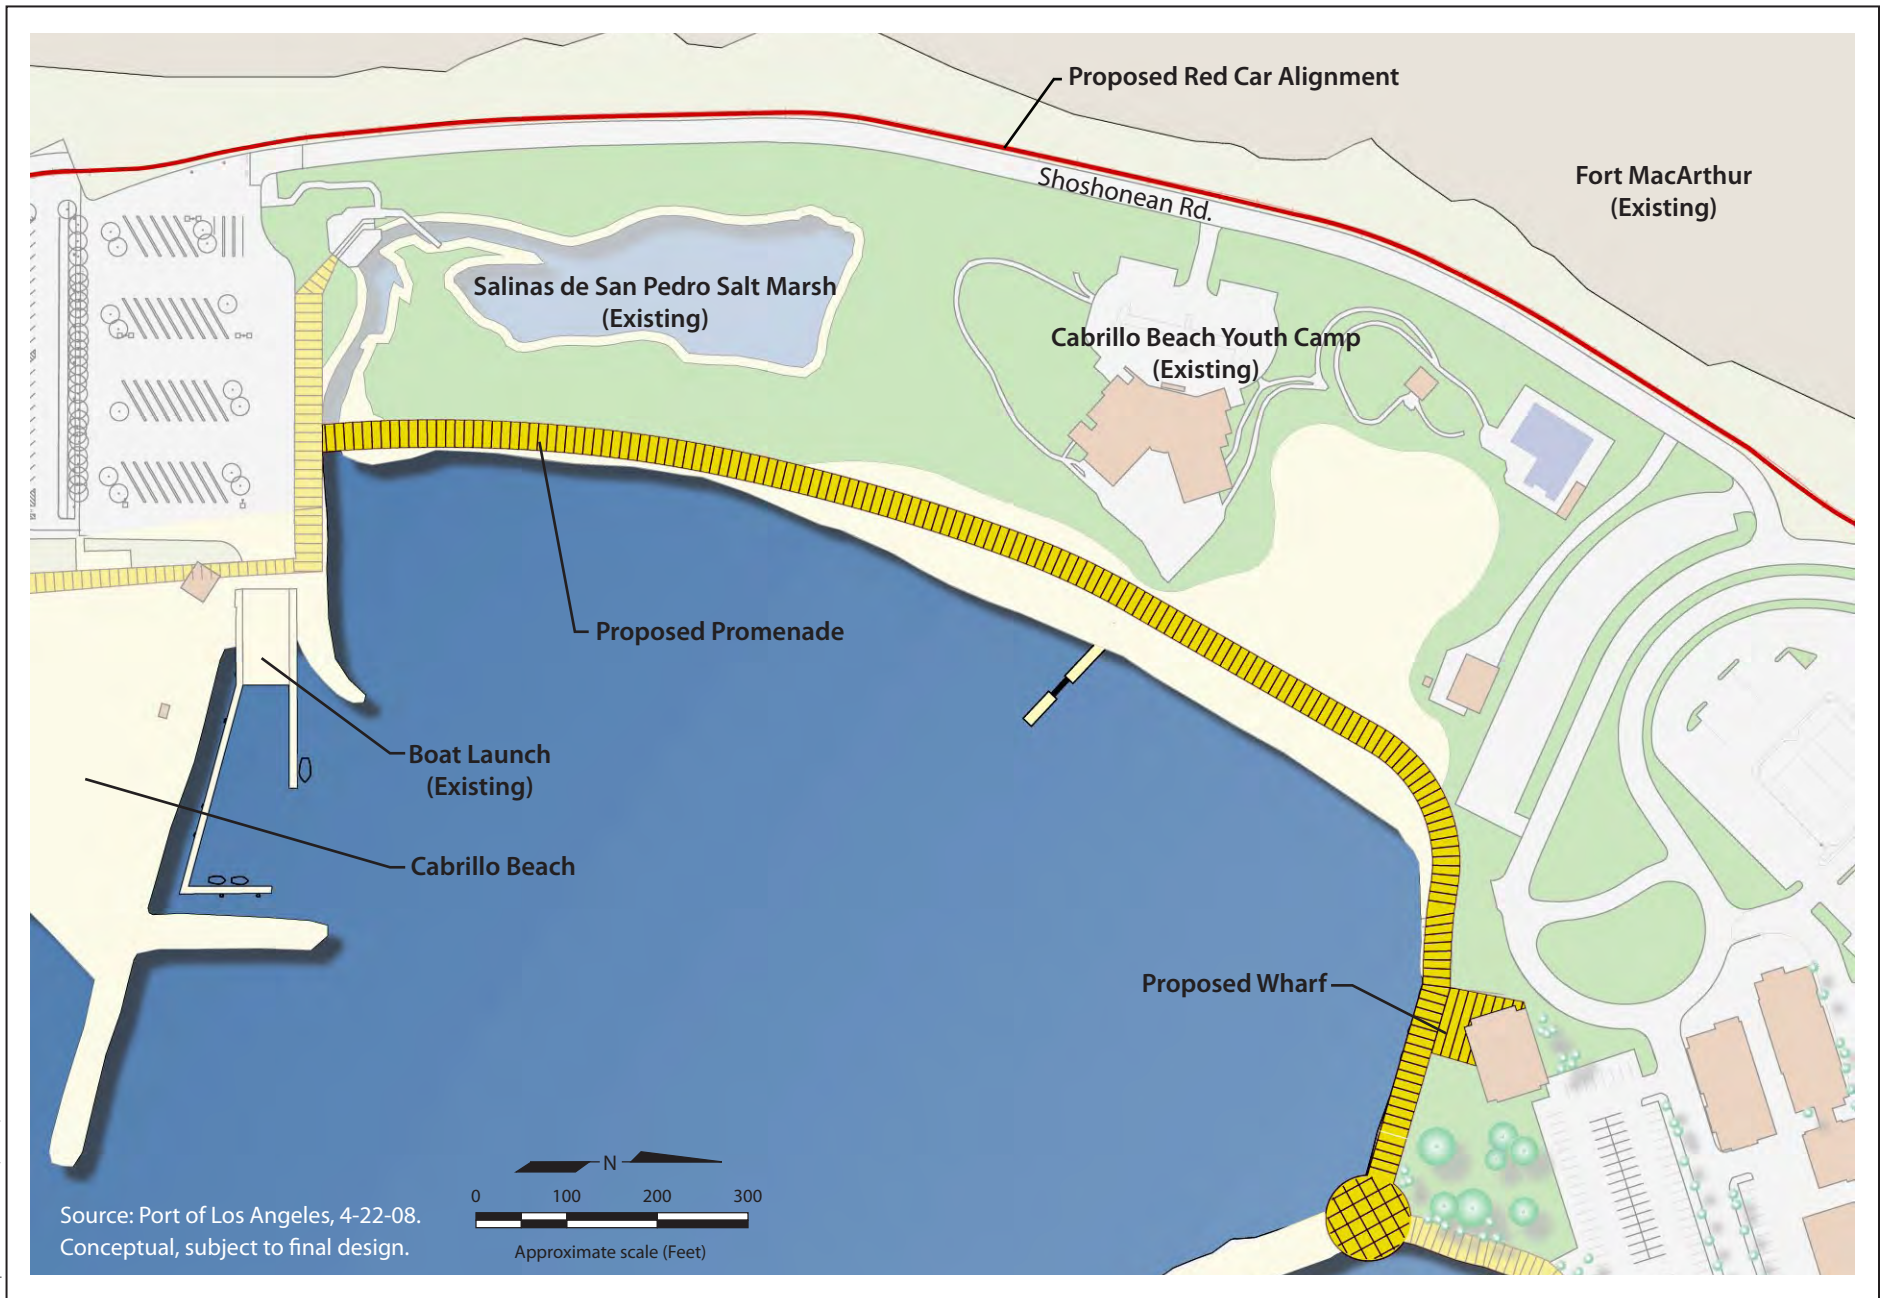 Proposed Red Car Alignment
Fort MacArthur
(Existing)
Shoshonean Rd.
Salinas de San Pedro Salt Marsh
(Existing)
Cabrillo Beach Youth Camp
(Existing)
Proposed Promenade
Boat Launch
(Existing)
Cabrillo Beach
Proposed Wharf
N
0 100 200 300
Approximate scale (Feet)
Source: Port of Los Angeles, 4-22-08.
Conceptual, subject to final design.